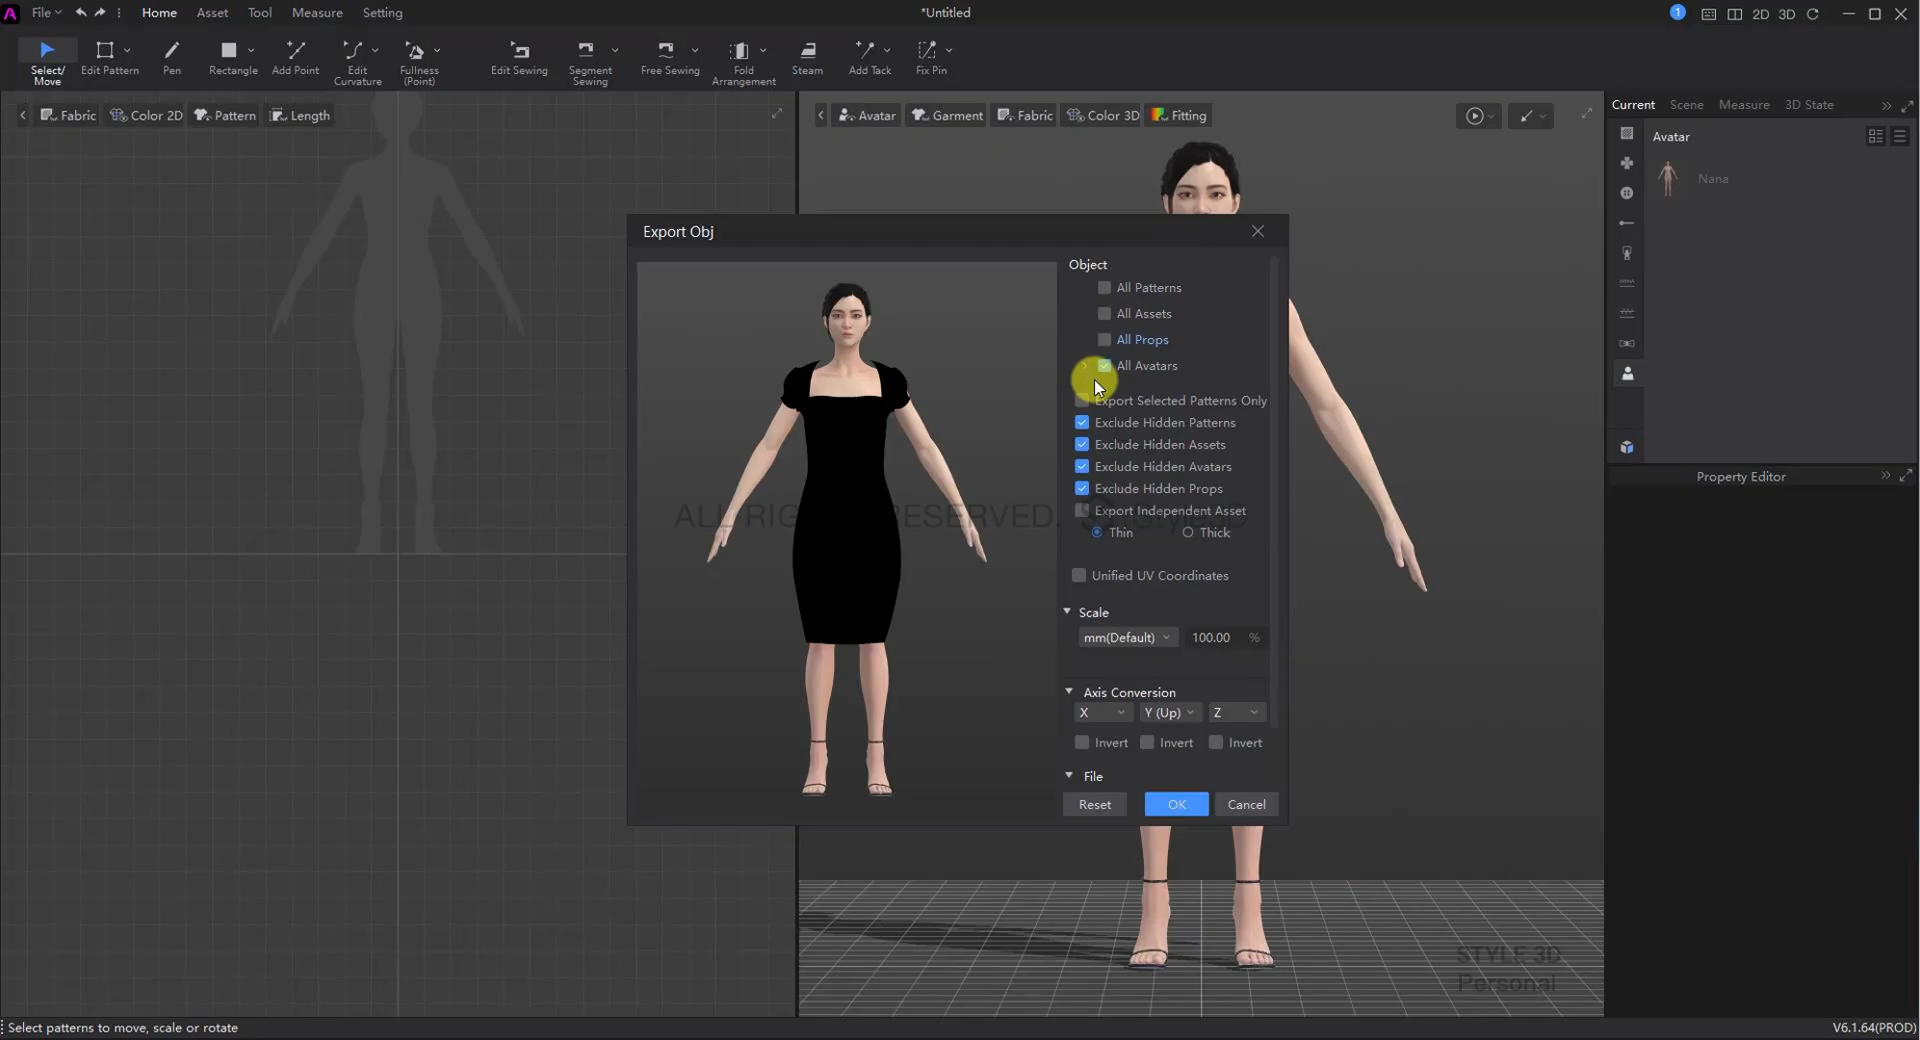 File
Home
Asset
Tool
Measure
Setting
*Untitled
1
2D
3D
Select/
Move
Edit Pattern
Pen
Rectangle
Add Point
Edit
Curvature
Fullness
(Point)
Edit Sewing
Segment
Sewing
Free Sewing
Fold
Arrangement
Steam
Add Tack
Fix Pin
Fabric
Color 2D
Pattern
Length
Avatar
Garment
Fabric
Color 3D
Fitting
Current
Scene
Measure
3D State
Avatar
Nana
Property Editor
Export Obj
Object
All Patterns
All Assets
All Props
All Avatars
Export Selected Patterns Only
Exclude Hidden Patterns
Exclude Hidden Assets
Exclude Hidden Avatars
Exclude Hidden Props
Export Independent Asset
Thin
Thick
Unified UV Coordinates
Scale
mm(Default)
100.00
%
Axis Conversion
X
Y (Up)
Z
Invert
Invert
Invert
File
Reset
OK
Cancel
STYLE 3D
Personal
Select patterns to move, scale or rotate
V6.1.64(PROD)